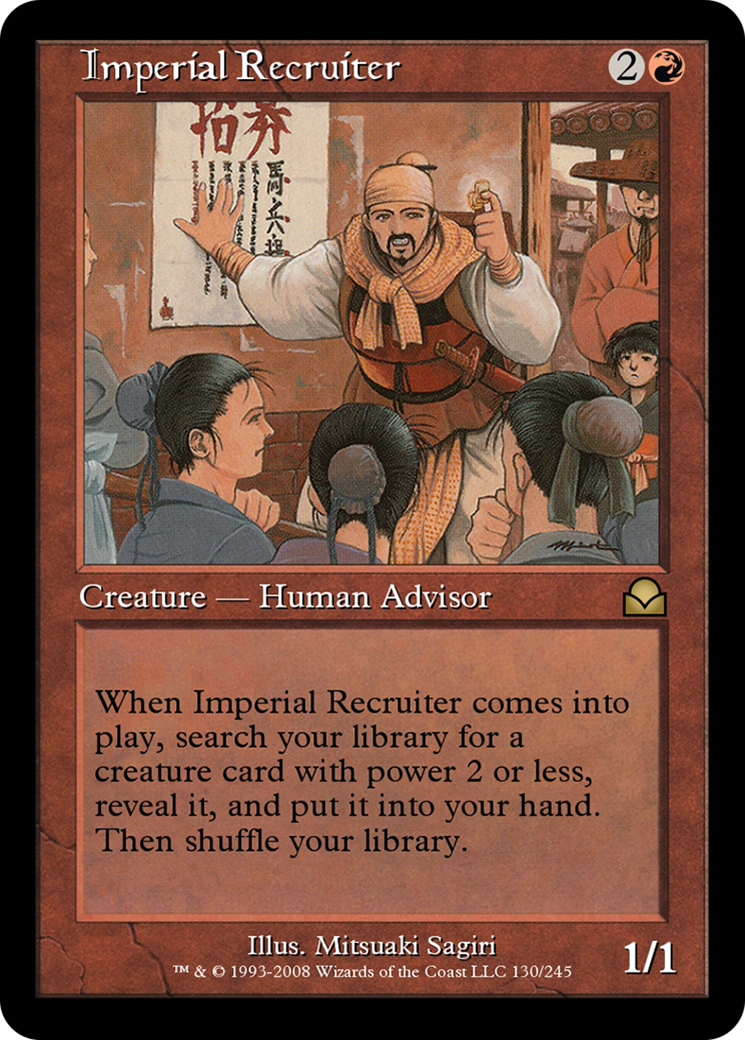 Imperial Recruiter 2
招募
Creature — Human Advisor
When Imperial Recruiter comes into
play, search your library for a
creature card with power 2 or less,
reveal it, and put it into your hand.
Then shuffle your library.
Illus. Mitsuaki Sagiri
™ & © 1993-2008 Wizards of the Coast LLC 130/245
1/1